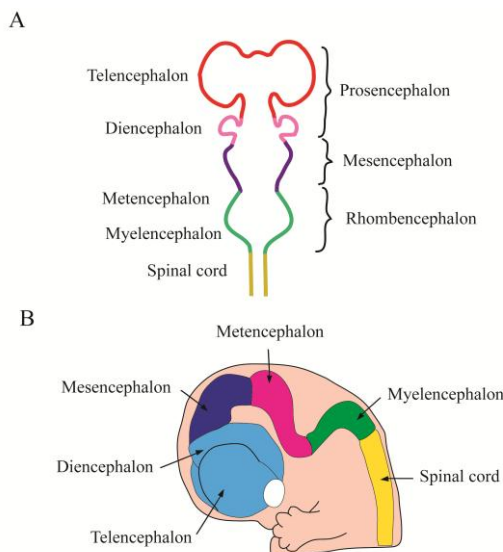 A
Telencephalon
Prosencephalon
Diencephalon
Mesencephalon
Metencephalon
Rhombencephalon
Myelencephalon
Spinal cord
B
Metencephalon
Mesencephalon
Myelencephalon
Diencephalon
Spinal cord
Telencephalon